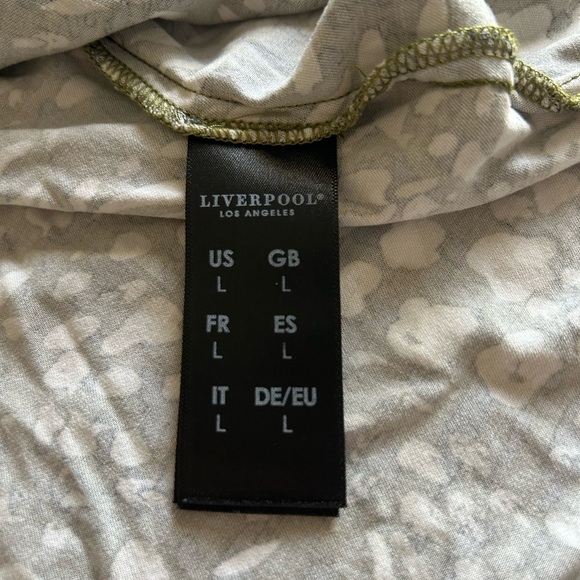 LIVERPOOL®
LOS ANGELES
US GB
L L
FR ES
L L
IT DE/EU
L L